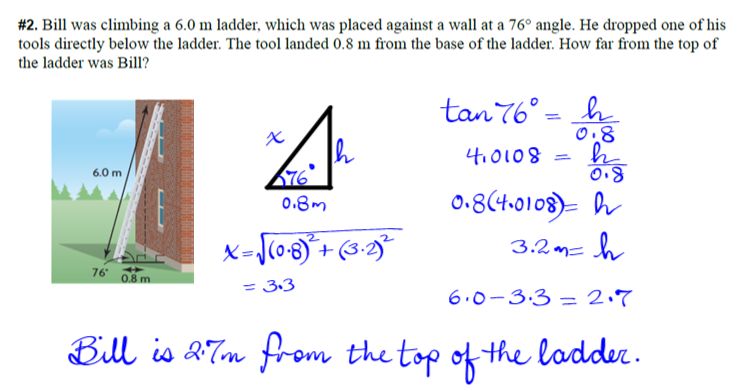 #2. Bill was climbing a 6.0 m ladder, which was placed against a wall at a 76° angle. He dropped one of his
tools directly below the ladder. The tool landed 0.8 m from the base of the ladder. How far from the top of
the ladder was Bill?
6.0 m
76°
0.8 m
x
h
76°
0.8m
x=√(0.8)²+(3.2)²
= 3.3
tan 76° = h/0.8
4.0108 = h/0.8
0.8(4.0108)= h
3.2m= h
6.0-3.3 = 2.7
Bill is 2.7m from the top of the ladder.